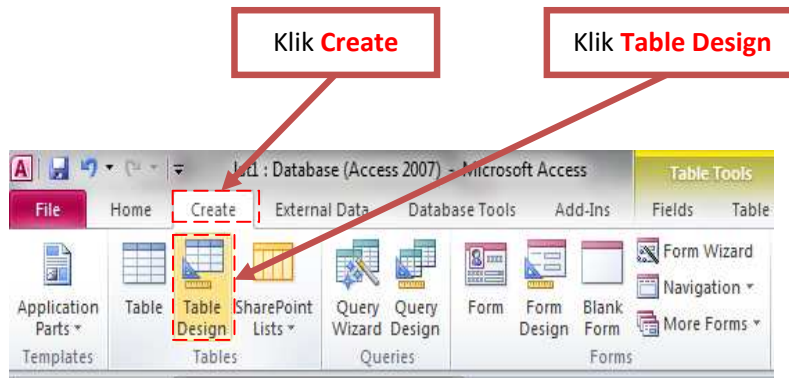 Klik Create
Klik Table Design
: Database (Access 2007) - Microsoft Access
Table Tools
File Home Create External Data Database Tools Add-Ins Fields Table
Application Parts
Table
Table Design
SharePoint Lists
Query Wizard
Query Design
Form
Form Design
Blank Form
Form Wizard
Navigation
More Forms
Templates Tables Queries Forms